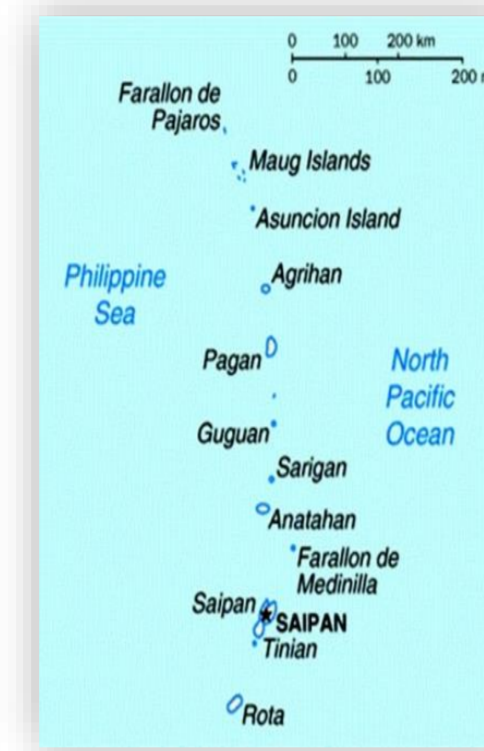 0 100 200 km
0 100 200
Farallon de
Pajaros
Maug Islands
Asuncion Island
Philippine
Sea
Agrihan
Pagan
North
Pacific
Ocean
Guguan
Sarigan
Anatahan
Farallon de
Medinilla
Saipan
SAIPAN
Tinian
Rota